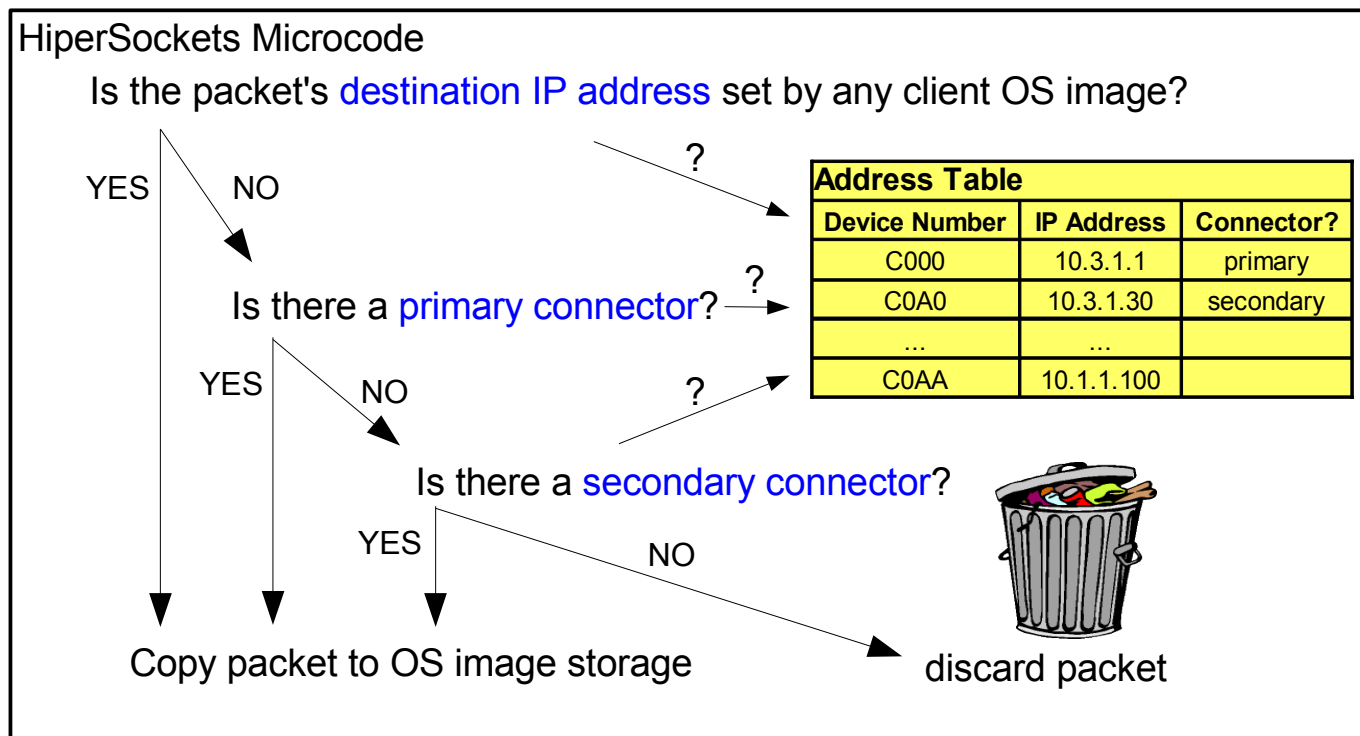 HiperSockets Microcode
Is the packet's destination IP address set by any client OS image?
YES
NO
?
Address Table
Device Number IP Address Connector?
C000 10.3.1.1 primary
C0A0 10.3.1.30 secondary
... ...
C0AA 10.1.1.100
Is there a primary connector?
?
YES
NO
?
Is there a secondary connector?
YES
NO
Copy packet to OS image storage
discard packet